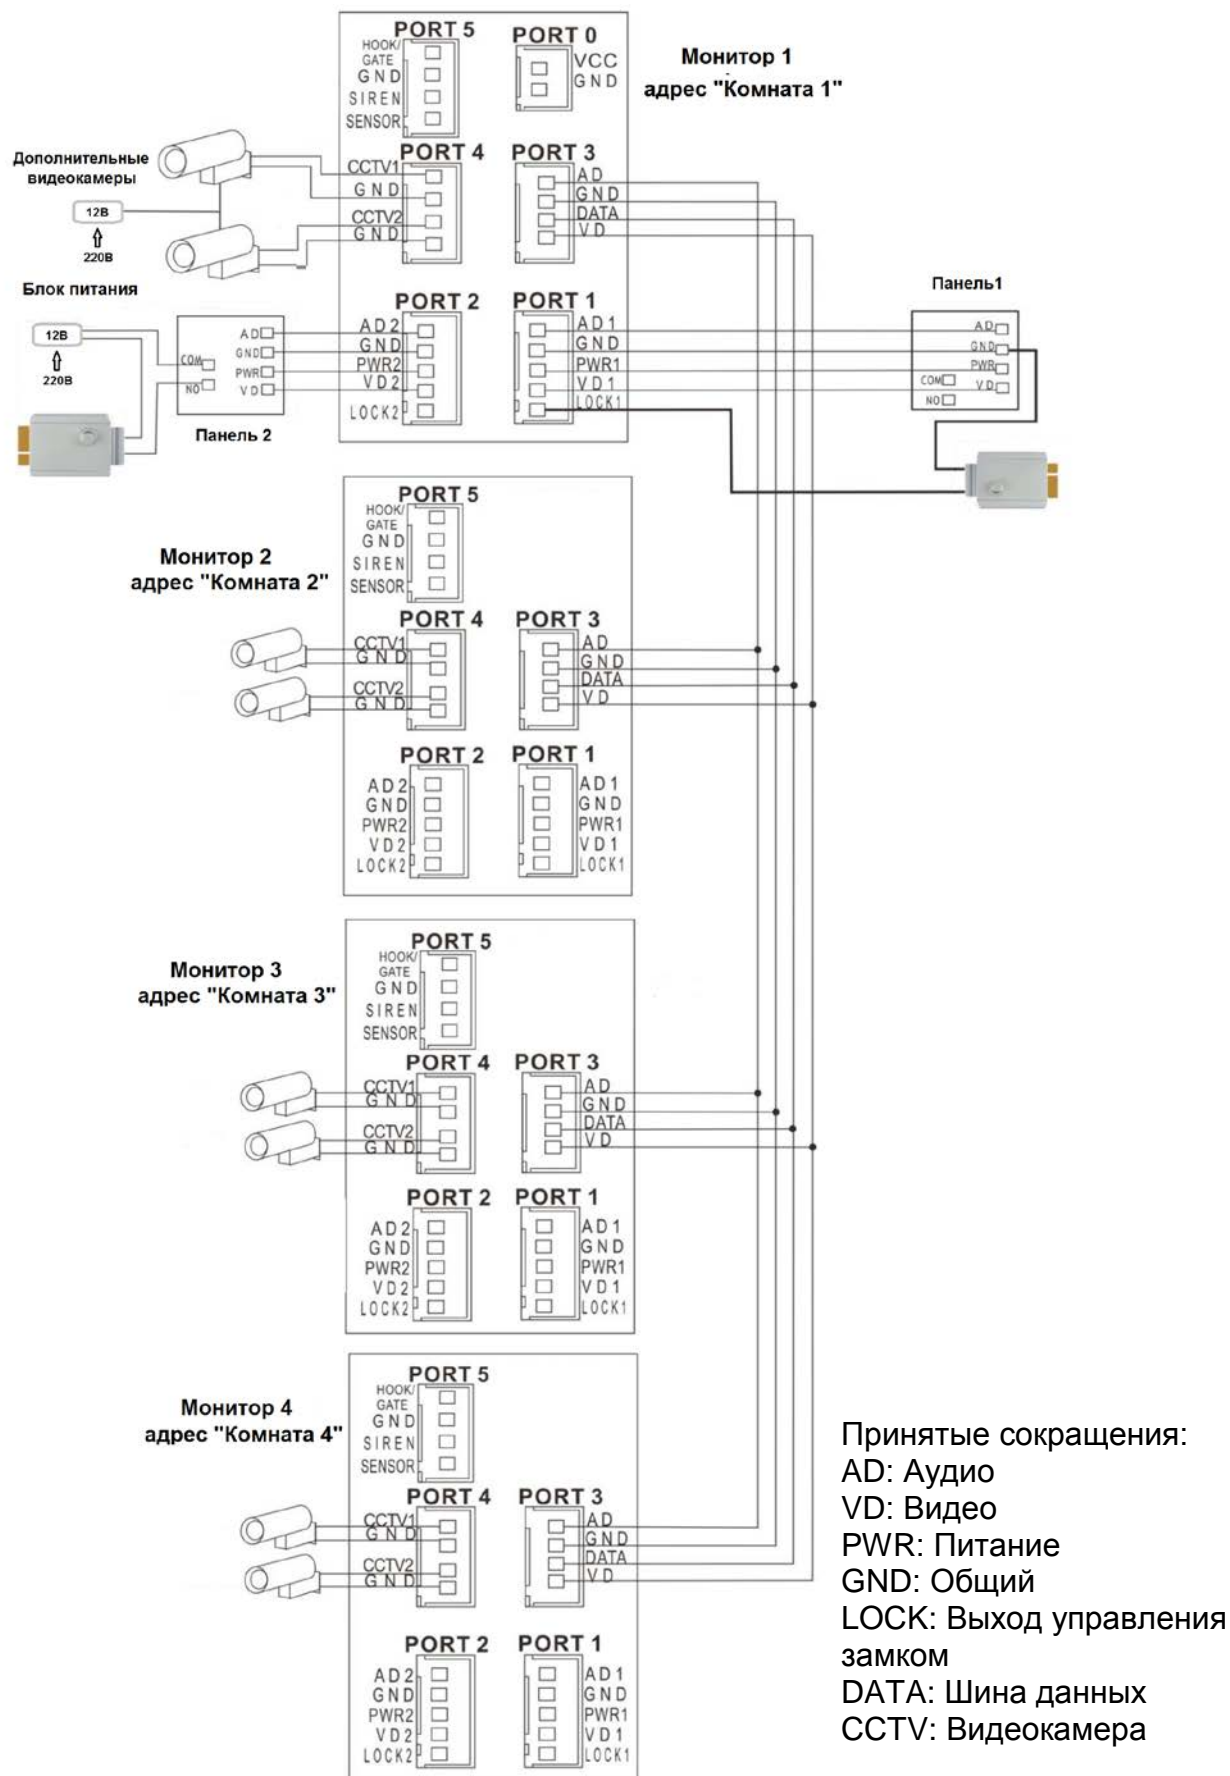 PORT 5
HOOK/
GATE
GND
SIREN
SENSOR
PORT 0
VCC
GND
Монитор 1
адрес "Комната 1"
Дополнительные
видеокамеры
12В
220В
PORT 4
CCTV1
GND
CCTV2
GND
PORT 3
AD
GND
DATA
VD
Блок питания
12В
220В
COM
NO
AD
GND
PWR
VD
Панель 2
PORT 2
AD2
GND
PWR2
VD2
LOCK2
PORT 1
AD1
GND
PWR1
VD1
LOCK1
Панель1
AD
GND
PWR
VD
COM
NO
Монитор 2
адрес "Комната 2"
PORT 5
HOOK/
GATE
GND
SIREN
SENSOR
PORT 4
CCTV1
GND
CCTV2
GND
PORT 3
AD
GND
DATA
VD
PORT 2
AD2
GND
PWR2
VD2
LOCK2
PORT 1
AD1
GND
PWR1
VD1
LOCK1
Монитор 3
адрес "Комната 3"
PORT 5
HOOK/
GATE
GND
SIREN
SENSOR
PORT 4
CCTV1
GND
CCTV2
GND
PORT 3
AD
GND
DATA
VD
PORT 2
AD2
GND
PWR2
VD2
LOCK2
PORT 1
AD1
GND
PWR1
VD1
LOCK1
Монитор 4
адрес "Комната 4"
PORT 5
HOOK/
GATE
GND
SIREN
SENSOR
PORT 4
CCTV1
GND
CCTV2
GND
PORT 3
AD
GND
DATA
VD
PORT 2
AD2
GND
PWR2
VD2
LOCK2
PORT 1
AD1
GND
PWR1
VD1
LOCK1
Принятые сокращения:
AD: Аудио
VD: Видео
PWR: Питание
GND: Общий
LOCK: Выход управления
замком
DATA: Шина данных
CCTV: Видеокамера